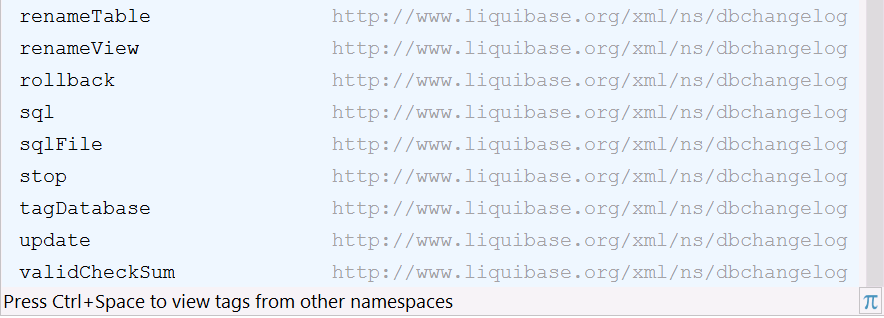 renameTable http://www.liquibase.org/xml/ns/dbchangelog
renameView http://www.liquibase.org/xml/ns/dbchangelog
rollback http://www.liquibase.org/xml/ns/dbchangelog
sql http://www.liquibase.org/xml/ns/dbchangelog
sqlFile http://www.liquibase.org/xml/ns/dbchangelog
stop http://www.liquibase.org/xml/ns/dbchangelog
tagDatabase http://www.liquibase.org/xml/ns/dbchangelog
update http://www.liquibase.org/xml/ns/dbchangelog
validCheckSum http://www.liquibase.org/xml/ns/dbchangelog
Press Ctrl+Space to view tags from other namespaces π